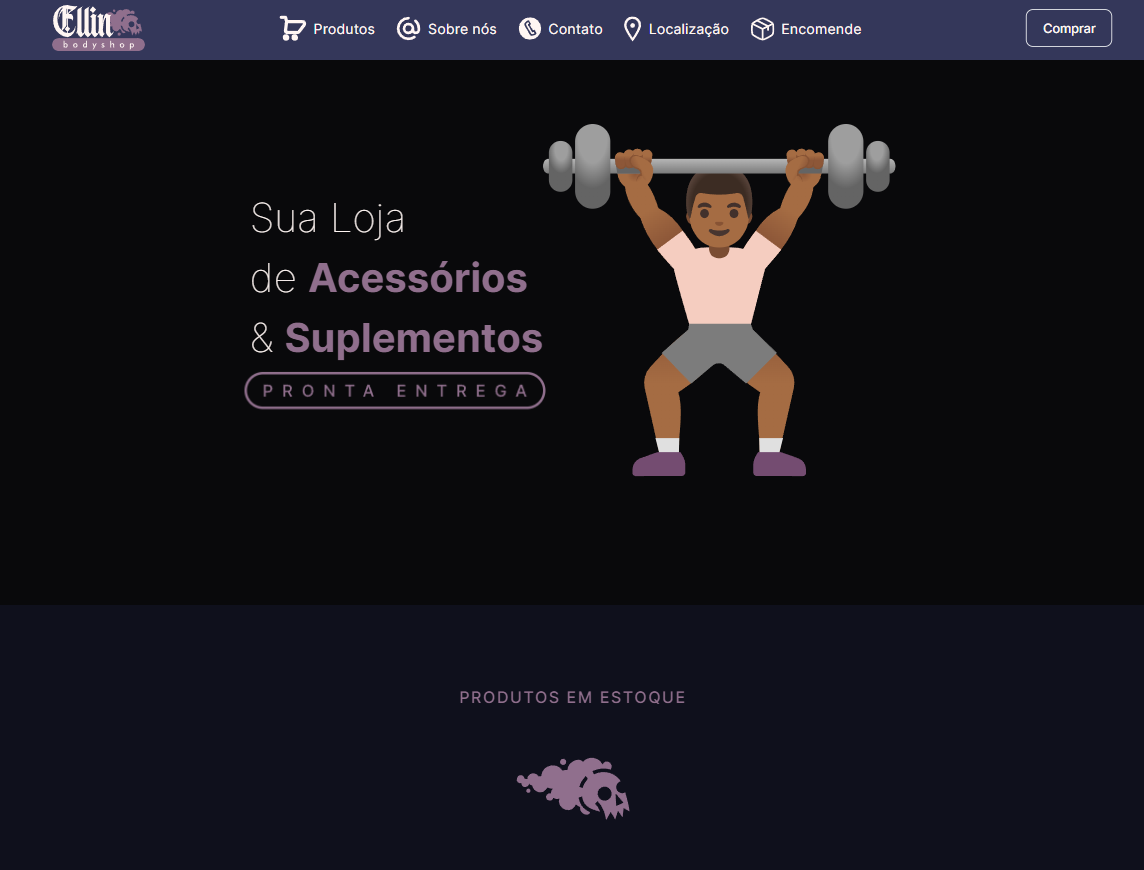 Ellin
bodyshop
Produtos
Sobre nós
Contato
Localização
Encomende
Comprar
Sua Loja
de Acessórios
& Suplementos
PRONTA ENTREGA
PRODUTOS EM ESTOQUE